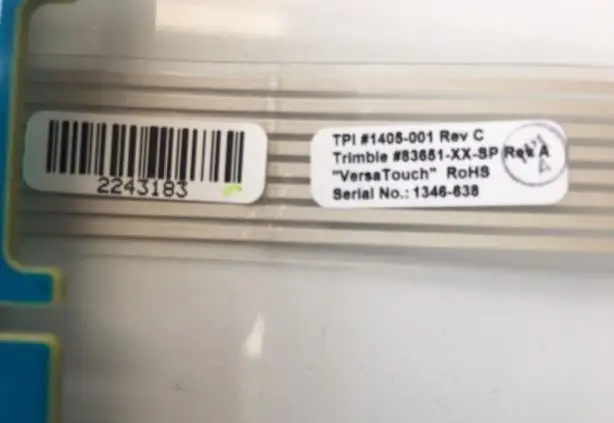 2243183
TPI #1405-001 Rev C
Trimble #83651-XX-SP Rev A
"VersaTouch" RoHS
Serial No.: 1346-638